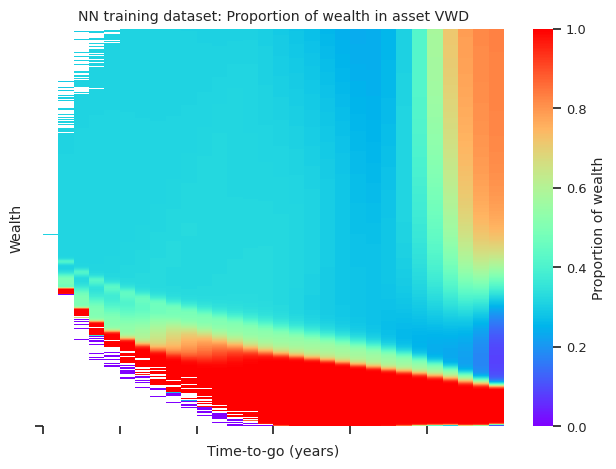 NN training dataset: Proportion of wealth in asset VWD
Wealth
Time-to-go (years)
1.0
0.8
0.6
0.4
0.2
0.0
Proportion of wealth